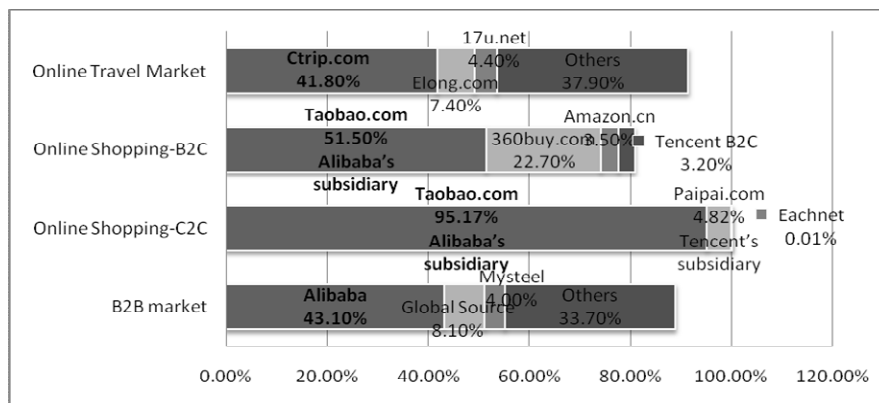 17u.net
Online Travel Market
Ctrip.com
41.80%
4.40%
Others
37.90%
Elong.com
7.40%
Taobao.com
Amazon.cn
Online Shopping-B2C
51.50%
Alibaba's
subsidiary
360buy.com
22.70%
3.50%
Tencent B2C
3.20%
Taobao.com
Paipai.com
Online Shopping-C2C
95.17%
Alibaba's
subsidiary
4.82%
Tencent's
subsidiary
Eachnet
0.01%
Mysteel
B2B market
Alibaba
43.10%
4.00%
Others
33.70%
Global Source
8.10%
0.00% 20.00% 40.00% 60.00% 80.00% 100.00% 120.00%